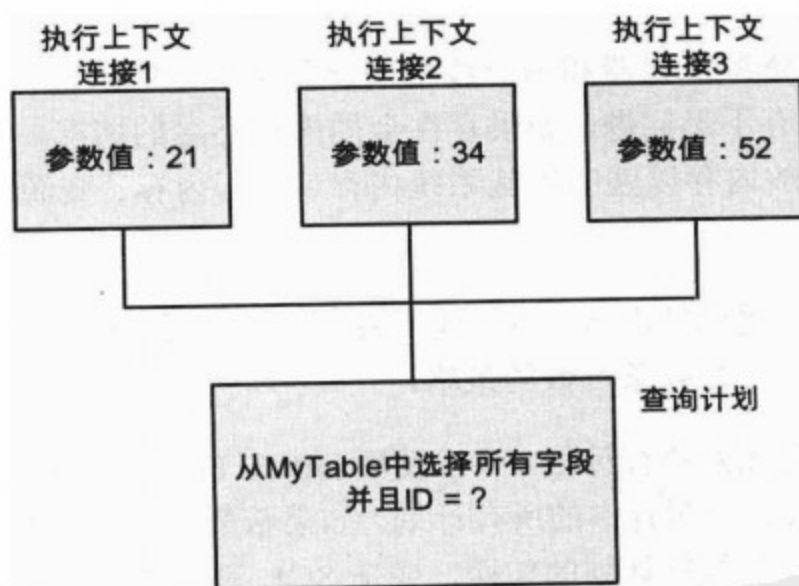 执行上下文
连接1
执行上下文
连接2
执行上下文
连接3
参数值：21
参数值：34
参数值：52
查询计划
从MyTable中选择所有字段
并且ID = ?